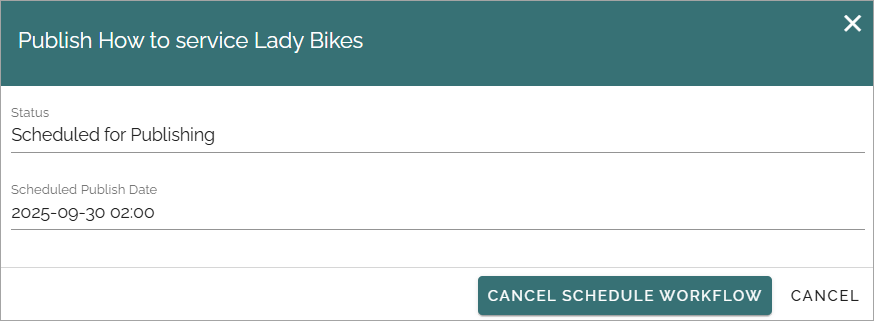 Publish How to service Lady Bikes
Status
Scheduled for Publishing
Scheduled Publish Date
2025-09-30 02:00
CANCEL SCHEDULE WORKFLOW CANCEL